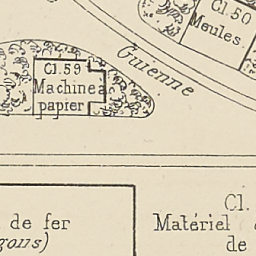 Cl. 50
Meules
Guienne
Cl. 59
Machine à
papier
de fer
gons)
Cl.
Matériel
de